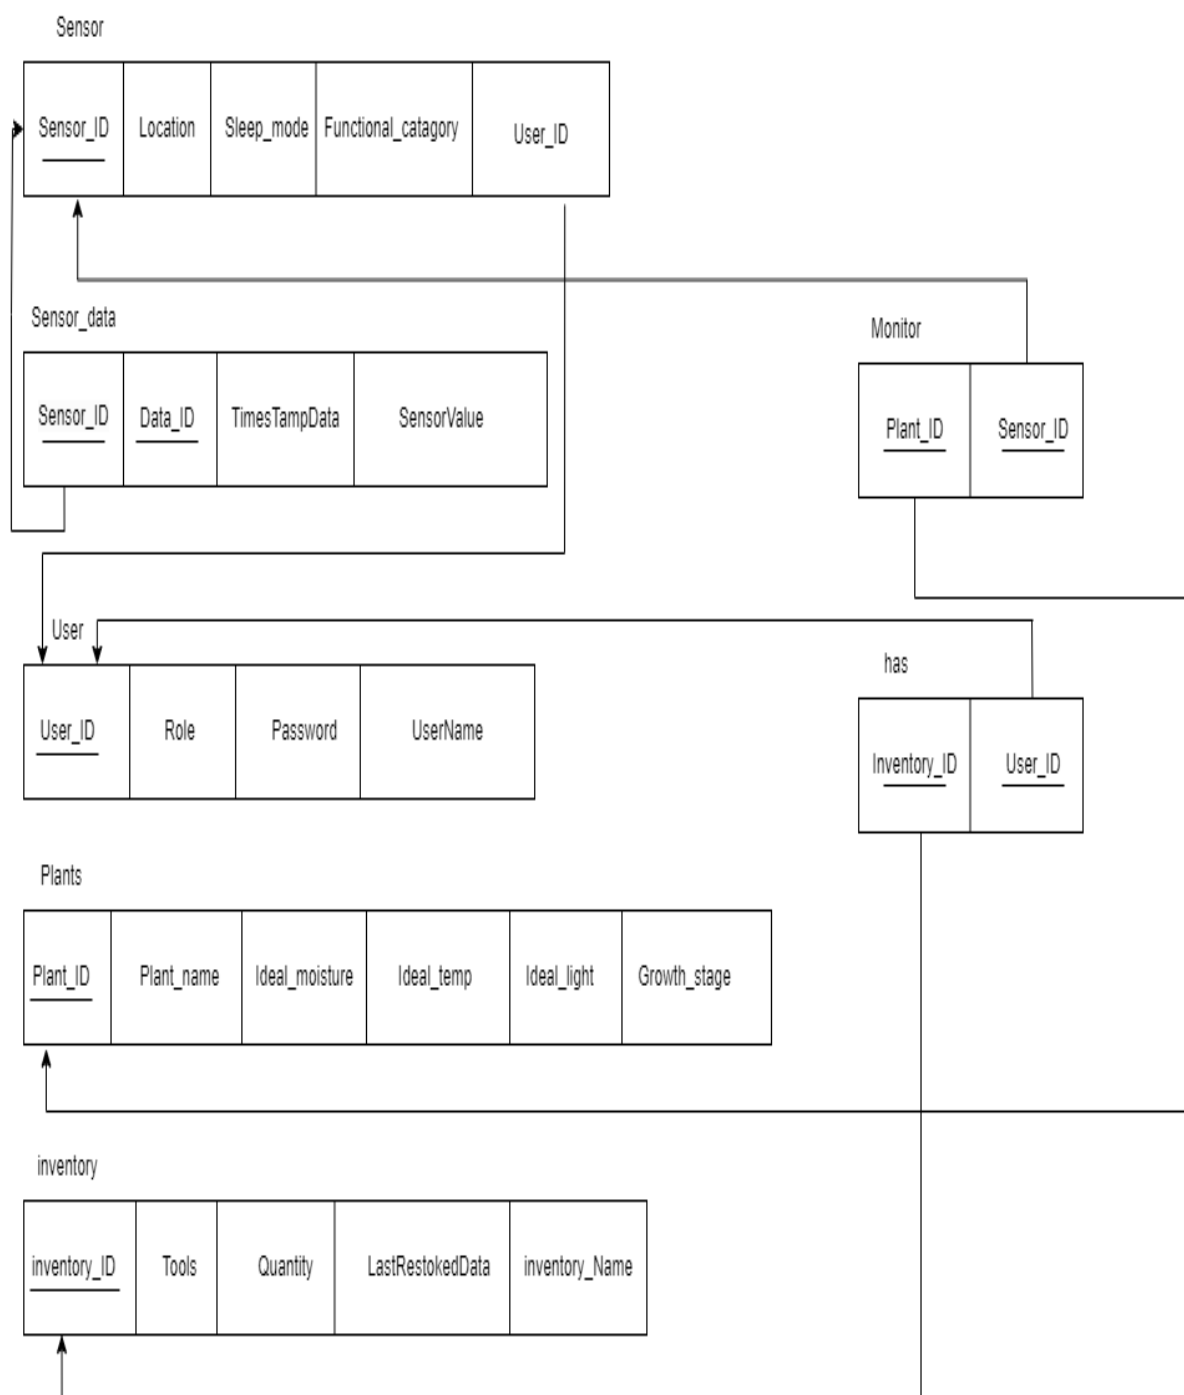 Sensor
Sensor_ID Location Sleep_mode Functional_catagory User_ID
Sensor_data
Sensor_ID Data_ID TimesTampData SensorValue
Monitor
Plant_ID Sensor_ID
User
User_ID Role Password UserName
has
Inventory_ID User_ID
Plants
Plant_ID Plant_name Ideal_moisture Ideal_temp Ideal_light Growth_stage
inventory
inventory_ID Tools Quantity LastRestokedData inventory_Name